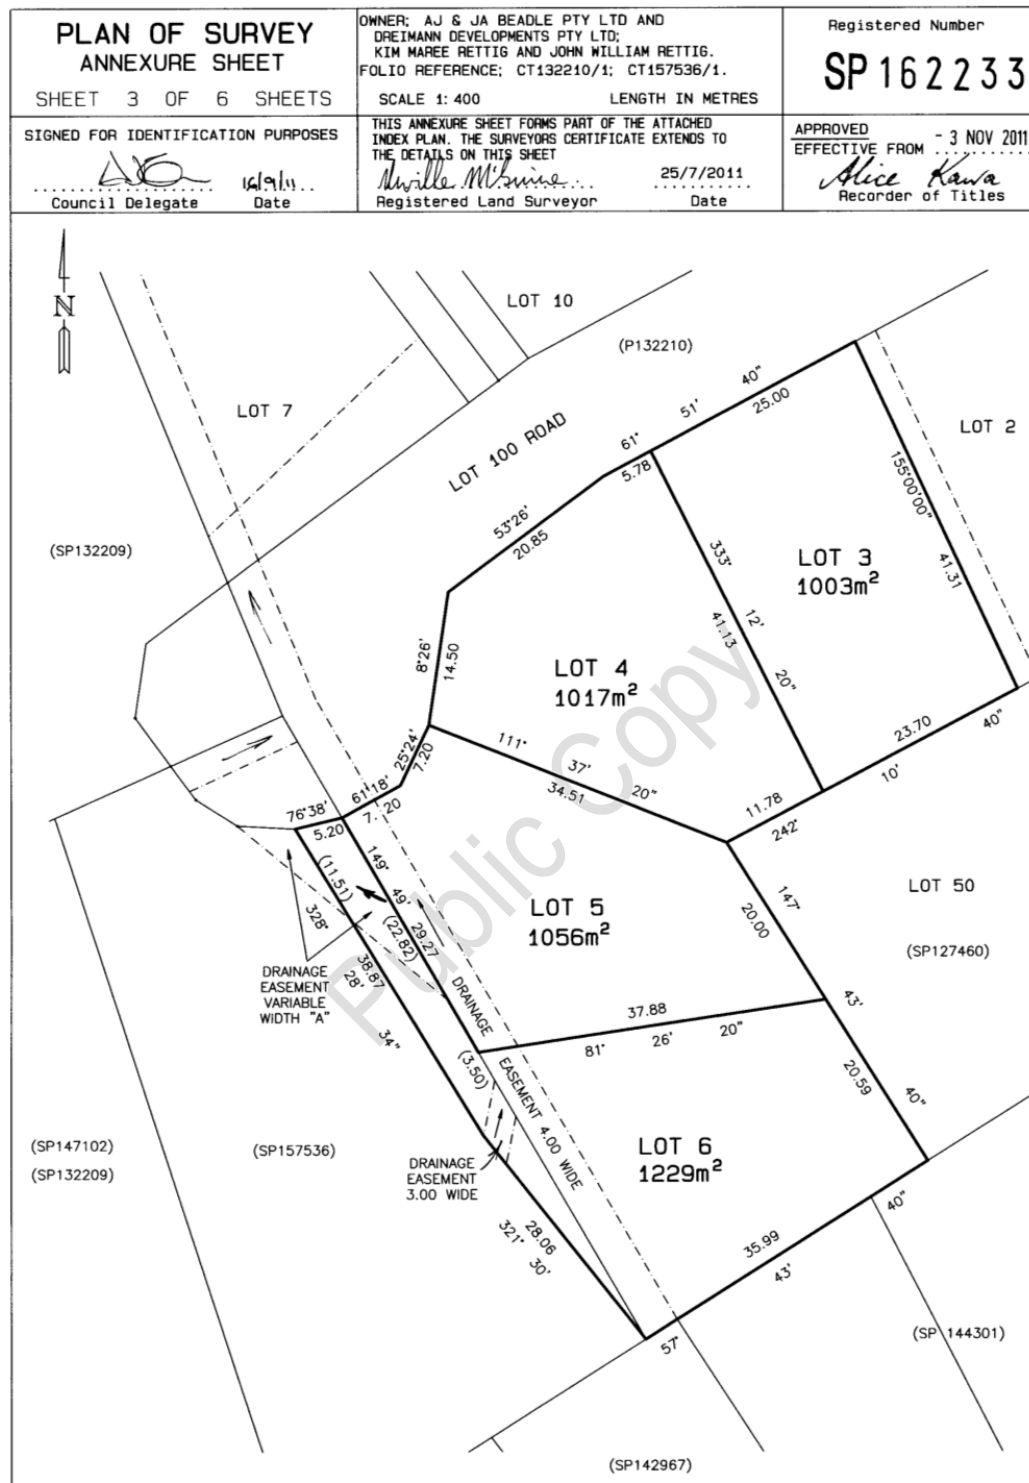 PLAN OF SURVEY
ANNEXURE SHEET
SHEET 3 OF 6 SHEETS
OWNER; AJ & JA BEADLE PTY LTD AND
DREIMANN DEVELOPMENTS PTY LTD;
KIM MAREE RETTIG AND JOHN WILLIAM RETTIG.
FOLIO REFERENCE; CT132210/1; CT157536/1.
SCALE 1: 400 LENGTH IN METRES
Registered Number
SP 162233
SIGNED FOR IDENTIFICATION PURPOSES
16/9/11
Council Delegate Date
THIS ANNEXURE SHEET FORMS PART OF THE ATTACHED
INDEX PLAN. THE SURVEYORS CERTIFICATE EXTENDS TO
THE DETAILS ON THIS SHEET
25/7/2011
Registered Land Surveyor Date
APPROVED
EFFECTIVE FROM - 3 NOV 2011
Alice Kawa
Recorder of Titles
N
LOT 10
(P132210)
LOT 7
LOT 100 ROAD
40"
51'
25.00
61°
5.78
LOT 2
155°00'00"
41.31
53°26'
20.85
(SP132209)
333°
12'
41.13
20"
LOT 3
1003m²
8°26'
14.50
LOT 4
1017m²
23.70
40"
10'
25°24'
7.20
111°
37'
34.51
20"
11.78
242°
61°18'
7.20
76°38'
5.20
(11.51)
149°
49'
29.27
(22.82)
328°
38.87
28'
34"
LOT 5
1056m²
147°
20.00
LOT 50
(SP127460)
DRAINAGE
EASEMENT
VARIABLE
WIDTH "A"
37.88
81° 26' 20"
43'
20.59
40"
(3.50)
DRAINAGE EASEMENT 4.00 WIDE
(SP147102)
(SP132209)
(SP157536)
DRAINAGE
EASEMENT
3.00 WIDE
LOT 6
1229m²
28.06
321°
30'
40"
35.99
43'
57°
(SP 144301)
(SP142967)
Public Copy